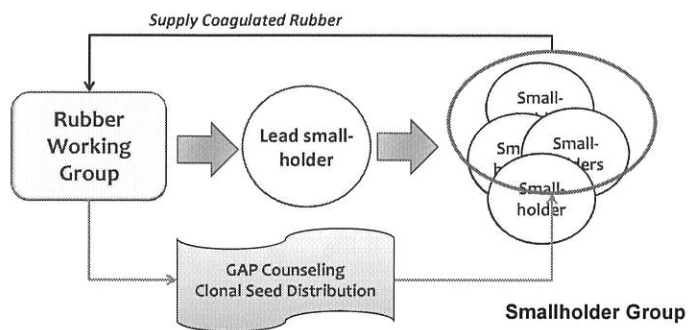 Supply Coagulated Rubber
Rubber
Working
Group
Lead small-
holder
Small-
Small-
Small-
holder
GAP Counseling
Clonal Seed Distribution
Smallholder Group